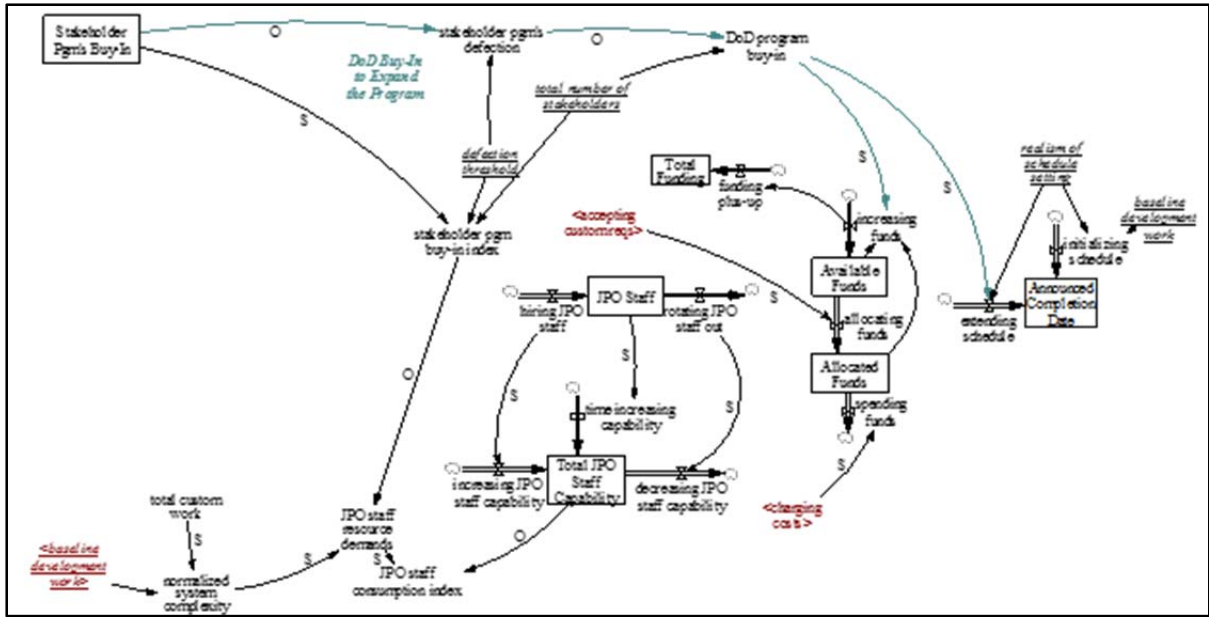 Stakeholder
Pgm's Buy-In
O
stakeholder pgm's
defection
O
DoD program
buy-in
DoD Buy-In
to Expand
the Program
total number of
stakeholders
S
defection
threshold
stakeholder pgm
buy-in index
S
S
realism of
schedule
setting
Total
Funding
funding
plus-up
<accepting
custom reqs>
increasing
funds
baseline
development
work
initializing
schedule
Available
Funds
S
allocating
funds
Announced
Completion
Date
extending
schedule
JPO Staff
hiring JPO
staff
rotating JPO
staff out
Allocated
Funds
S
O
S
S
time increasing
capability
spending
funds
S
Total JPO
Staff
Capability
increasing JPO
staff capability
decreasing JPO
staff capability
<charging
costs>
total custom
work
S
JPO staff
resource
demands
O
<baseline
development
work>
normalized
system
complexity
S
S
JPO staff
consumption index